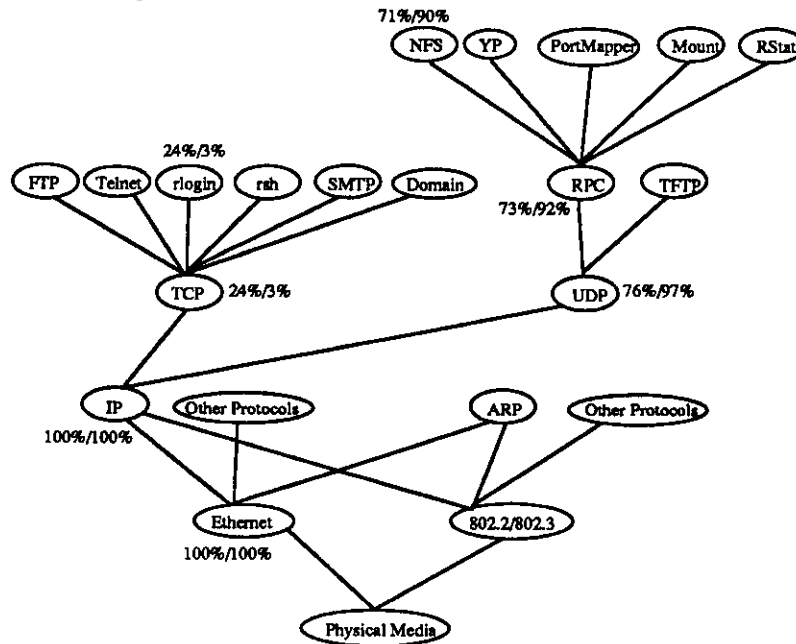 71%/90%
NFS YP PortMapper Mount RStat
24%/3%
FTP Telnet rlogin rsh SMTP Domain RPC TFTP
73%/92%
TCP 24%/3% UDP 76%/97%
IP Other Protocols ARP Other Protocols
100%/100%
Ethernet 802.2/802.3
100%/100%
Physical Media